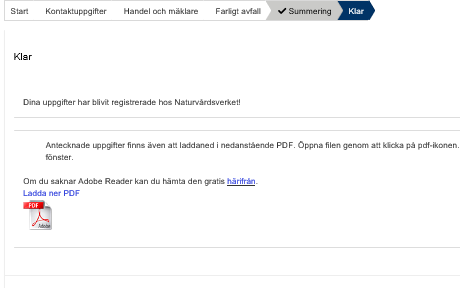 Start Kontaktuppgifter Handel och mäklare Farligt avfall Summering Klar
Klar
Dina uppgifter har blivit registrerade hos Naturvårdsverket!
Antecknade uppgifter finns även att laddaned i nedanstående PDF. Öppna filen genom att klicka på pdf-ikonen.
fönster.
Om du saknar Adobe Reader kan du hämta den gratis härifrån.
Ladda ner PDF
PDF
Adobe